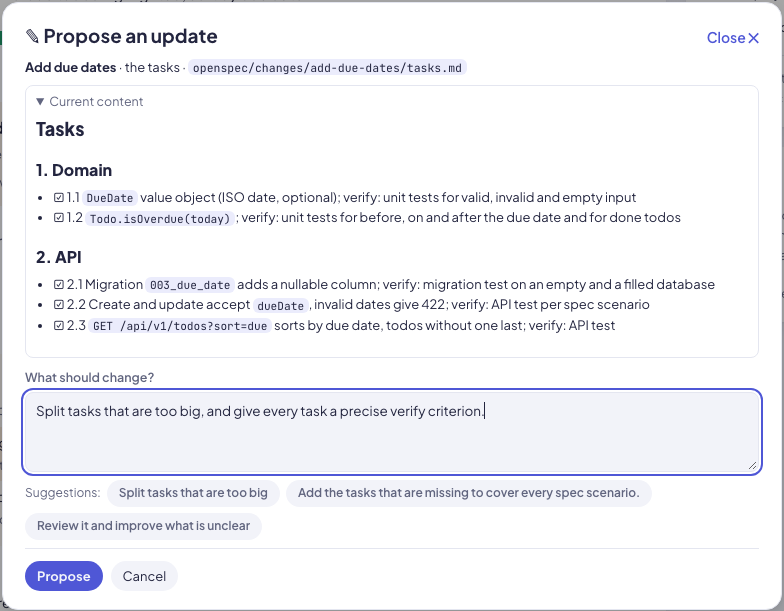 ✎ Propose an update
Close ✕
Add due dates · the tasks · openspec/changes/add-due-dates/tasks.md
▼ Current content
Tasks
1. Domain
• ☑ 1.1 DueDate value object (ISO date, optional); verify: unit tests for valid, invalid and empty input
• ☑ 1.2 Todo.isOverdue(today) ; verify: unit tests for before, on and after the due date and for done todos
2. API
• ☑ 2.1 Migration 003_due_date adds a nullable column; verify: migration test on an empty and a filled database
• ☑ 2.2 Create and update accept dueDate , invalid dates give 422; verify: API test per spec scenario
• ☑ 2.3 GET /api/v1/todos?sort=due sorts by due date, todos without one last; verify: API test
What should change?
Split tasks that are too big, and give every task a precise verify criterion.
Suggestions: Split tasks that are too big Add the tasks that are missing to cover every spec scenario.
Review it and improve what is unclear
Propose Cancel